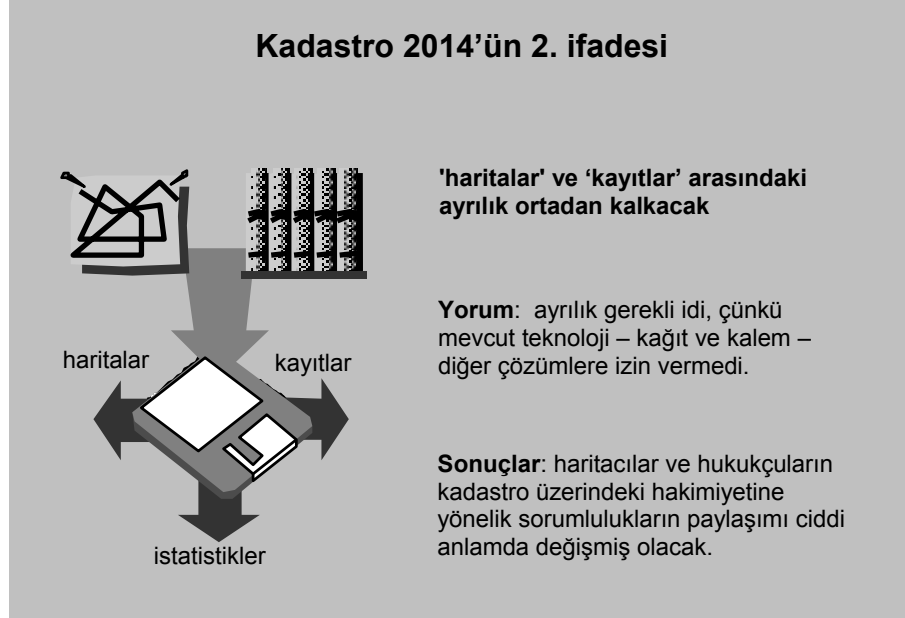 Kadastro 2014’ün 2. ifadesi
'haritalar' ve ‘kayıtlar’ arasındaki
ayrılık ortadan kalkacak
Yorum: ayrılık gerekli idi, çünkü
mevcut teknoloji – kağıt ve kalem –
diğer çözümlere izin vermedi.
Sonuçlar: haritacılar ve hukukçuların
kadastro üzerindeki hakimiyetine
yönelik sorumlulukların paylaşımı ciddi
anlamda değişmiş olacak.
haritalar
kayıtlar
istatistikler